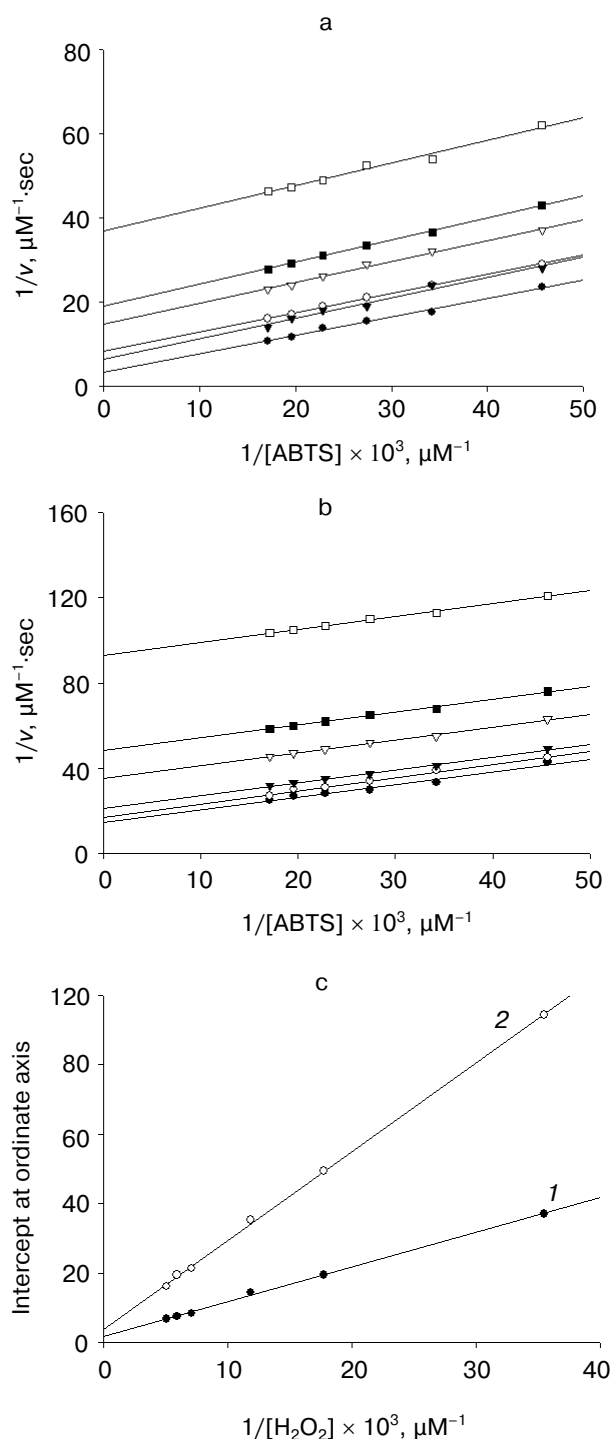 a
80
60
40
20
0
1/v, μM⁻¹·sec
0 10 20 30 40 50
1/[ABTS] × 10³, μM⁻¹
b
160
120
80
40
0
1/v, μM⁻¹·sec
0 10 20 30 40 50
1/[ABTS] × 10³, μM⁻¹
c
120
100
80
60
40
20
0
Intercept at ordinate axis
2
1
0 10 20 30 40
1/[H₂O₂] × 10³, μM⁻¹